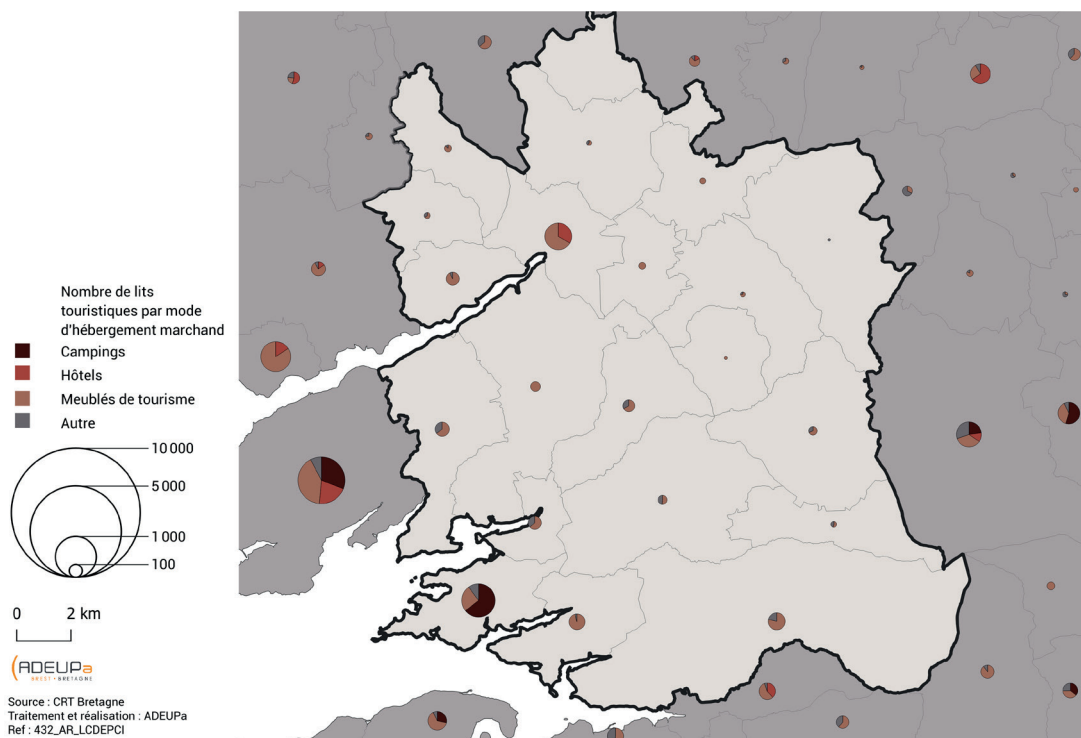 Nombre de lits
touristiques par mode
d'hébergement marchand
Campings
Hôtels
Meublés de tourisme
Autre
10 000
5 000
1 000
100
0 2 km
ADEUPa
BREST • BRETAGNE
Source : CRT Bretagne
Traitement et réalisation : ADEUPa
Ref : 432_AR_LCDEPCI